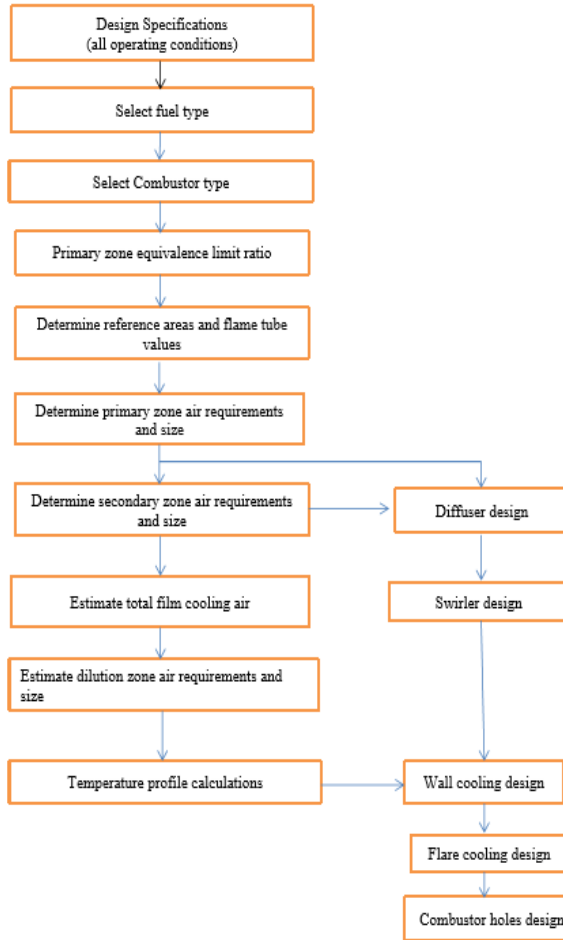 Design Specifications
(all operating conditions)
Select fuel type
Select Combustor type
Primary zone equivalence limit ratio
Determine reference areas and flame tube
values
Determine primary zone air requirements
and size
Determine secondary zone air requirements
and size
Diffuser design
Estimate total film cooling air
Swirler design
Estimate dilution zone air requirements and
size
Temperature profile calculations
Wall cooling design
Flare cooling design
Combustor holes design